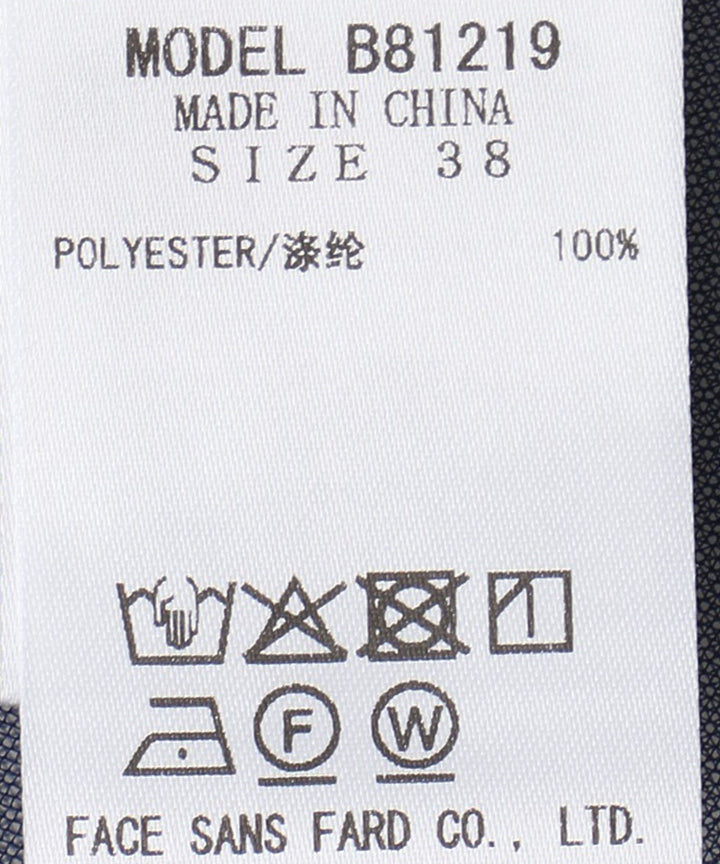 MODEL B81219
MADE IN CHINA
SIZE 38
POLYESTER/涤纶 100%
F W
FACE SANS FARD CO., LTD.